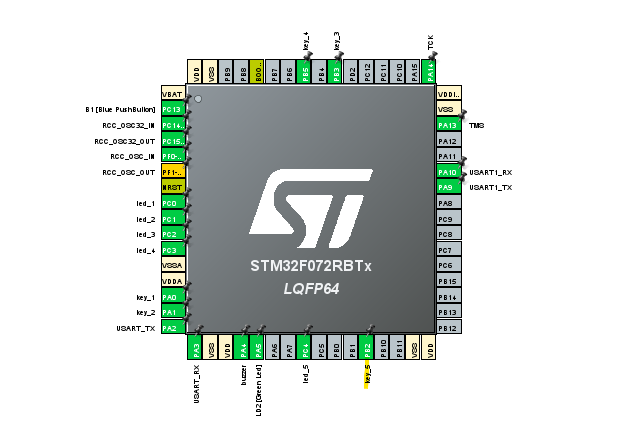 key_4
key_3
TCK
VDD
VSS
PB9
PB8
BOO..
PB7
PB6
PB5
PB4
PB3
PD2
PC12
PC11
PC10
PA15
PA14
VBAT
B1 [Blue PushButton] PC13
RCC_OSC32_IN PC14..
RCC_OSC32_OUT PC15..
RCC_OSC_IN PF0-..
RCC_OSC_OUT PF1-..
NRST
led_1 PC0
led_2 PC1
led_3 PC2
led_4 PC3
VSSA
VDDA
key_1 PA0
key_2 PA1
USART_TX PA2
STM32F072RBTx
LQFP64
VDDI..
VSS
PA13 TMS
PA12
PA11
PA10 USART1_RX
PA9 USART1_TX
PA8
PC9
PC8
PC7
PC6
PB15
PB14
PB13
PB12
PA3
VSS
VDD
PA4
PA5
PA6
PA7
PC4
PC5
PB0
PB1
PB2
PB10
PB11
VSS
VDD
USART_RX
buzzer
LD2 [Green Led]
led_5
key_5